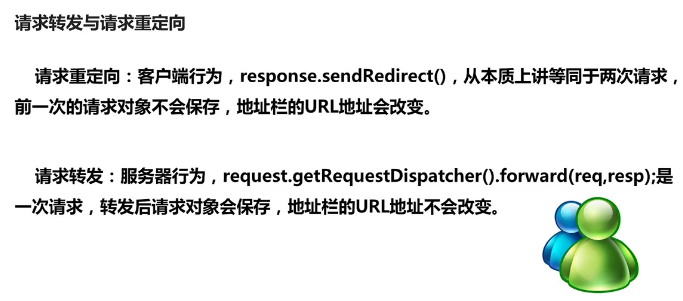 请求转发与请求重定向
请求重定向：客户端行为，response.sendRedirect()，从本质上讲等同于两次请求，
前一次的请求对象不会保存，地址栏的URL地址会改变。
请求转发：服务器行为，request.getRequestDispatcher().forward(req,resp);是
一次请求，转发后请求对象会保存，地址栏的URL地址不会改变。